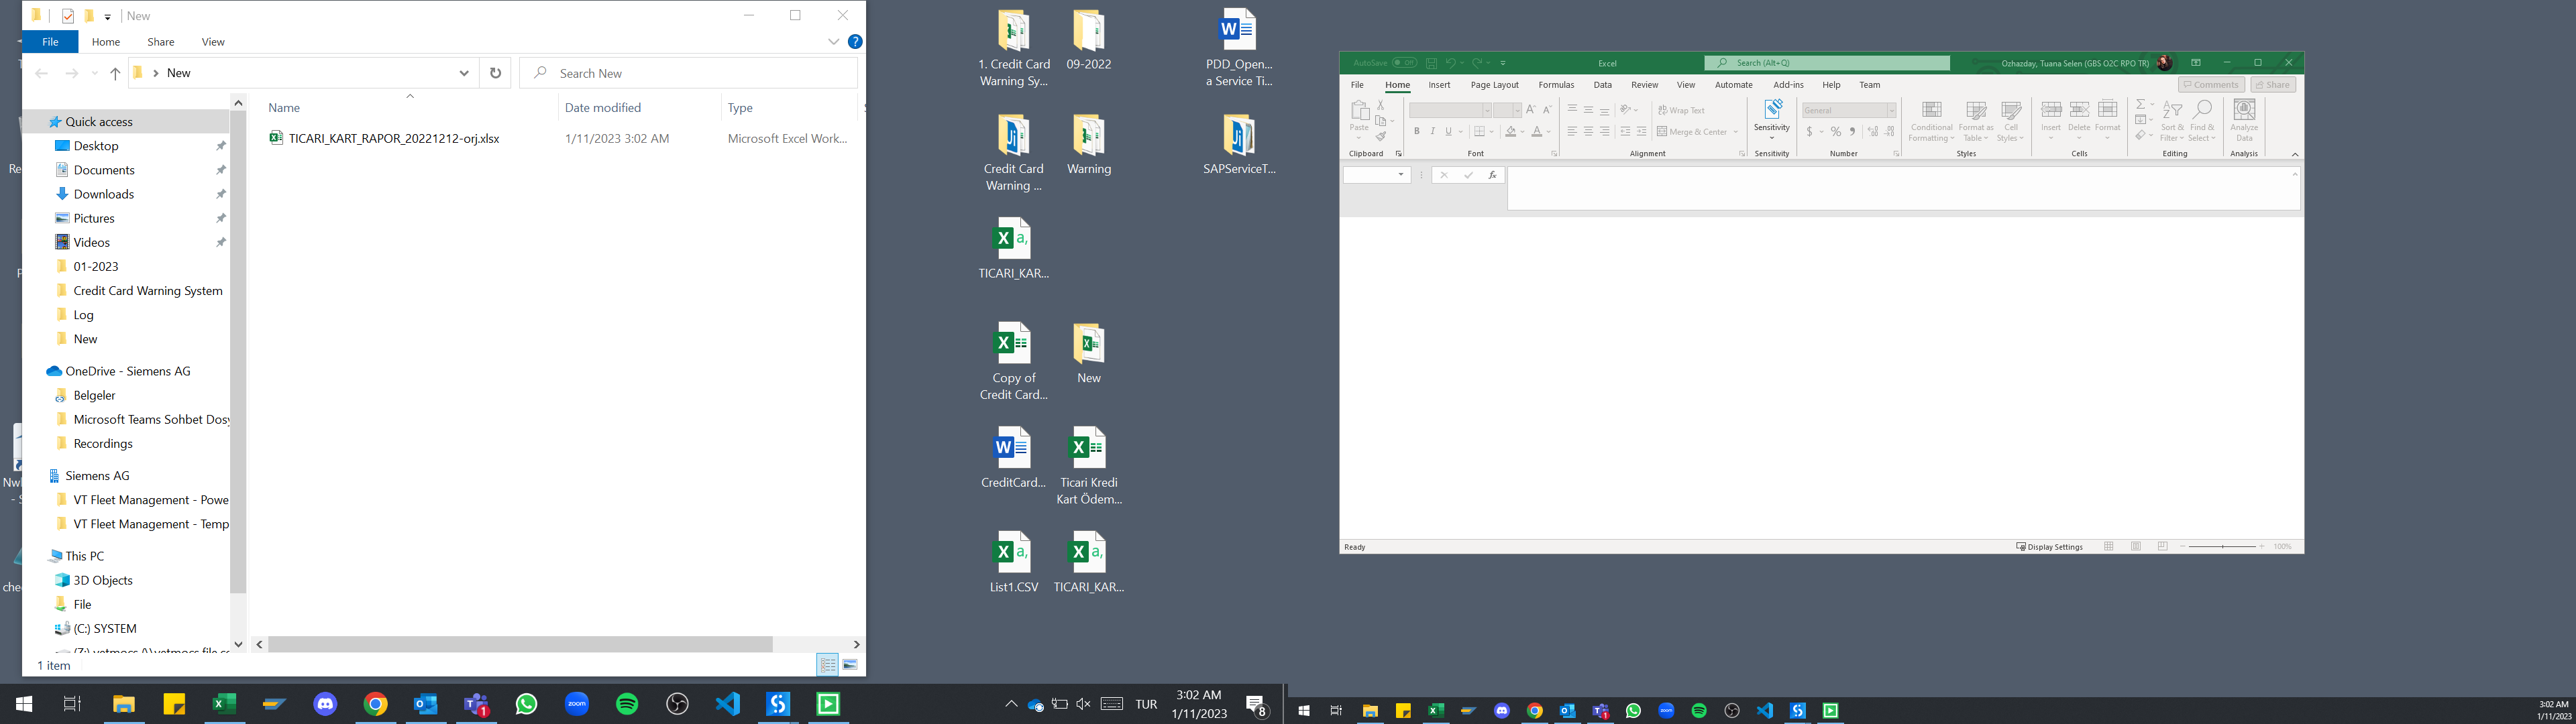 New
File Home Share View
New
Search New
Name Date modified Type
Quick access
TICARI_KART_RAPOR_20221212-orj.xlsx 1/11/2023 3:02 AM Microsoft Excel Work...
Desktop
Documents
Downloads
Pictures
Videos
01-2023
Credit Card Warning System
Log
New
OneDrive - Siemens AG
Belgeler
Microsoft Teams Sohbet Dosy
Recordings
Siemens AG
VT Fleet Management - Powe
VT Fleet Management - Temp
This PC
3D Objects
File
(C:) SYSTEM
1 item
1. Credit Card
Warning Sy...
09-2022
PDD_Open...
a Service Ti...
Credit Card
Warning ...
Warning
SAPServiceT...
TICARI_KAR...
Copy of
Credit Card...
New
CreditCard...
Ticari Kredi
Kart Ödem...
List1.CSV
TICARI_KAR...
AutoSave Off
Excel
Search (Alt+Q)
Ozhazday, Tuana Selen (GBS O2C RPO TR)
File Home Insert Page Layout Formulas Data Review View Automate Add-ins Help Team
Comments Share
Paste
Clipboard
B I U
Font
Wrap Text
Merge & Center
Alignment
Sensitivity
Sensitivity
General
$ %
Number
Conditional
Formatting
Format as
Table
Cell
Styles
Styles
Insert Delete Format
Cells
Sort &
Filter
Find &
Select
Editing
Analyze
Data
Analysis
fx
Ready
Display Settings
100%
zoom
1
TUR
3:02 AM
1/11/2023
8
zoom
3:02 AM
1/11/2023